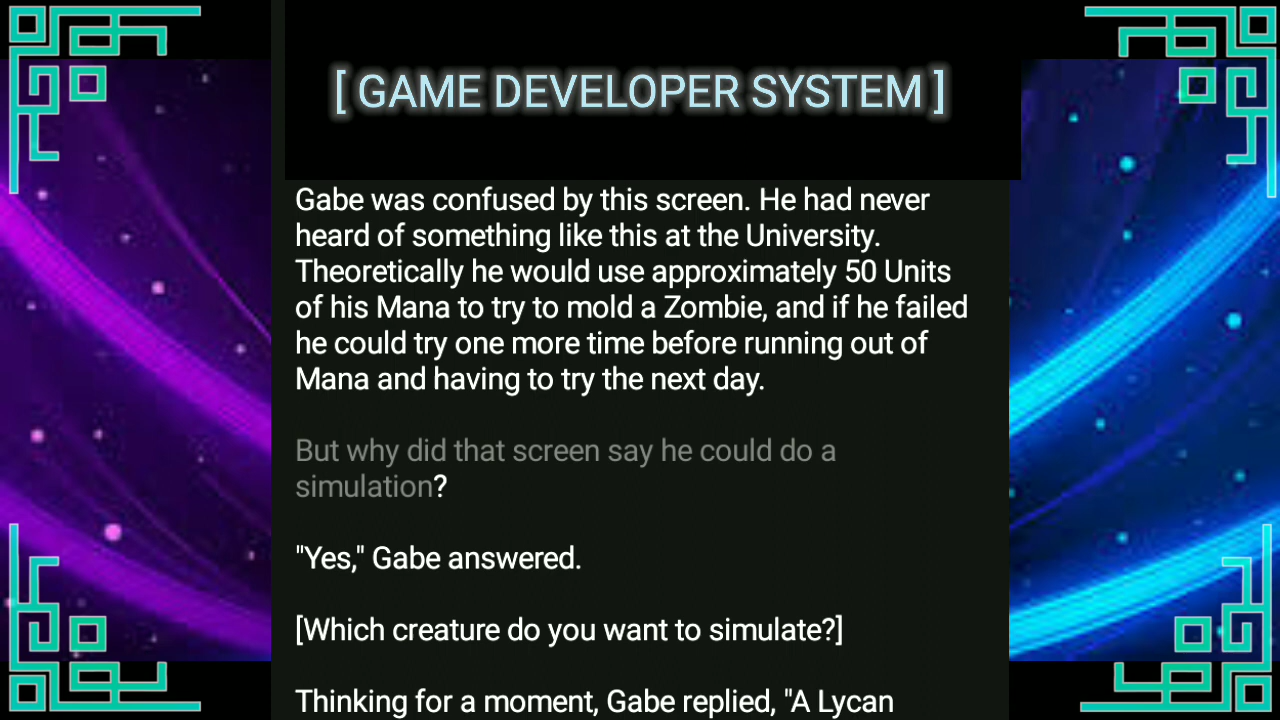 [ GAME DEVELOPER SYSTEM ]
Gabe was confused by this screen. He had never
heard of something like this at the University.
Theoretically he would use approximately 50 Units
of his Mana to try to mold a Zombie, and if he failed
he could try one more time before running out of
Mana and having to try the next day.
But why did that screen say he could do a
simulation?
"Yes," Gabe answered.
[Which creature do you want to simulate?]
Thinking for a moment, Gabe replied, "A Lycan